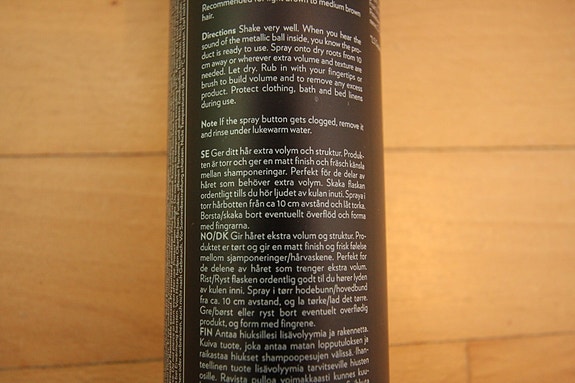 Recommended for light brown to medium brown
hair.
Directions Shake very well. When you hear the
sound of the metallic ball inside, you know the pro-
duct is ready to use. Spray onto dry roots from 10
cm away or wherever extra volume and texture are
needed. Let dry. Rub in with your fingertips or
brush to build volume and to remove any excess
product. Protect clothing, bath and bed linens
during use.
Note If the spray button gets clogged, remove it
and rinse under lukewarm water.
SE Ger ditt hår extra volym och struktur. Produk-
ten är torr och ger en matt finish och fräsch känsla
mellan shamponeringar. Perfekt för de delar av
håret som behöver extra volym. Skaka flaskan
ordentligt tills du hör ljudet av kulan inuti. Spraya i
torr hårbotten från ca 10 cm avstånd och låt torka.
Borsta/skaka bort eventuellt överflöd och forma
med fingrarna.
NO/DK Gir håret ekstra volum og struktur. Pro-
duktet er tørt og gir en matt finish og frisk følelse
mellom sjamponeringer/hårvaskene. Perfekt for
de delene av håret som trenger ekstra volum.
Rist/Ryst flasken ordentlig godt til du hører lyden
av kulen inni. Spray i tørr hodebunn/hovedbund
fra ca. 10 cm avstand, og la tørke/lad det tørre.
Gre/børst eller ryst bort eventuelt overflødig
produkt, og form med fingrene.
FIN Antaa hiuksillesi lisävolyymia ja rakennetta.
Kuiva tuote, joka antaa matan lopputuloksen ja
raikastaa hiukset shampoopesujen välissä. Ihan-
teellinen tuote lisävolyymia tarvitseville hiusten
osille. Ravista pulloa voimakkaasti kunnes kuu-